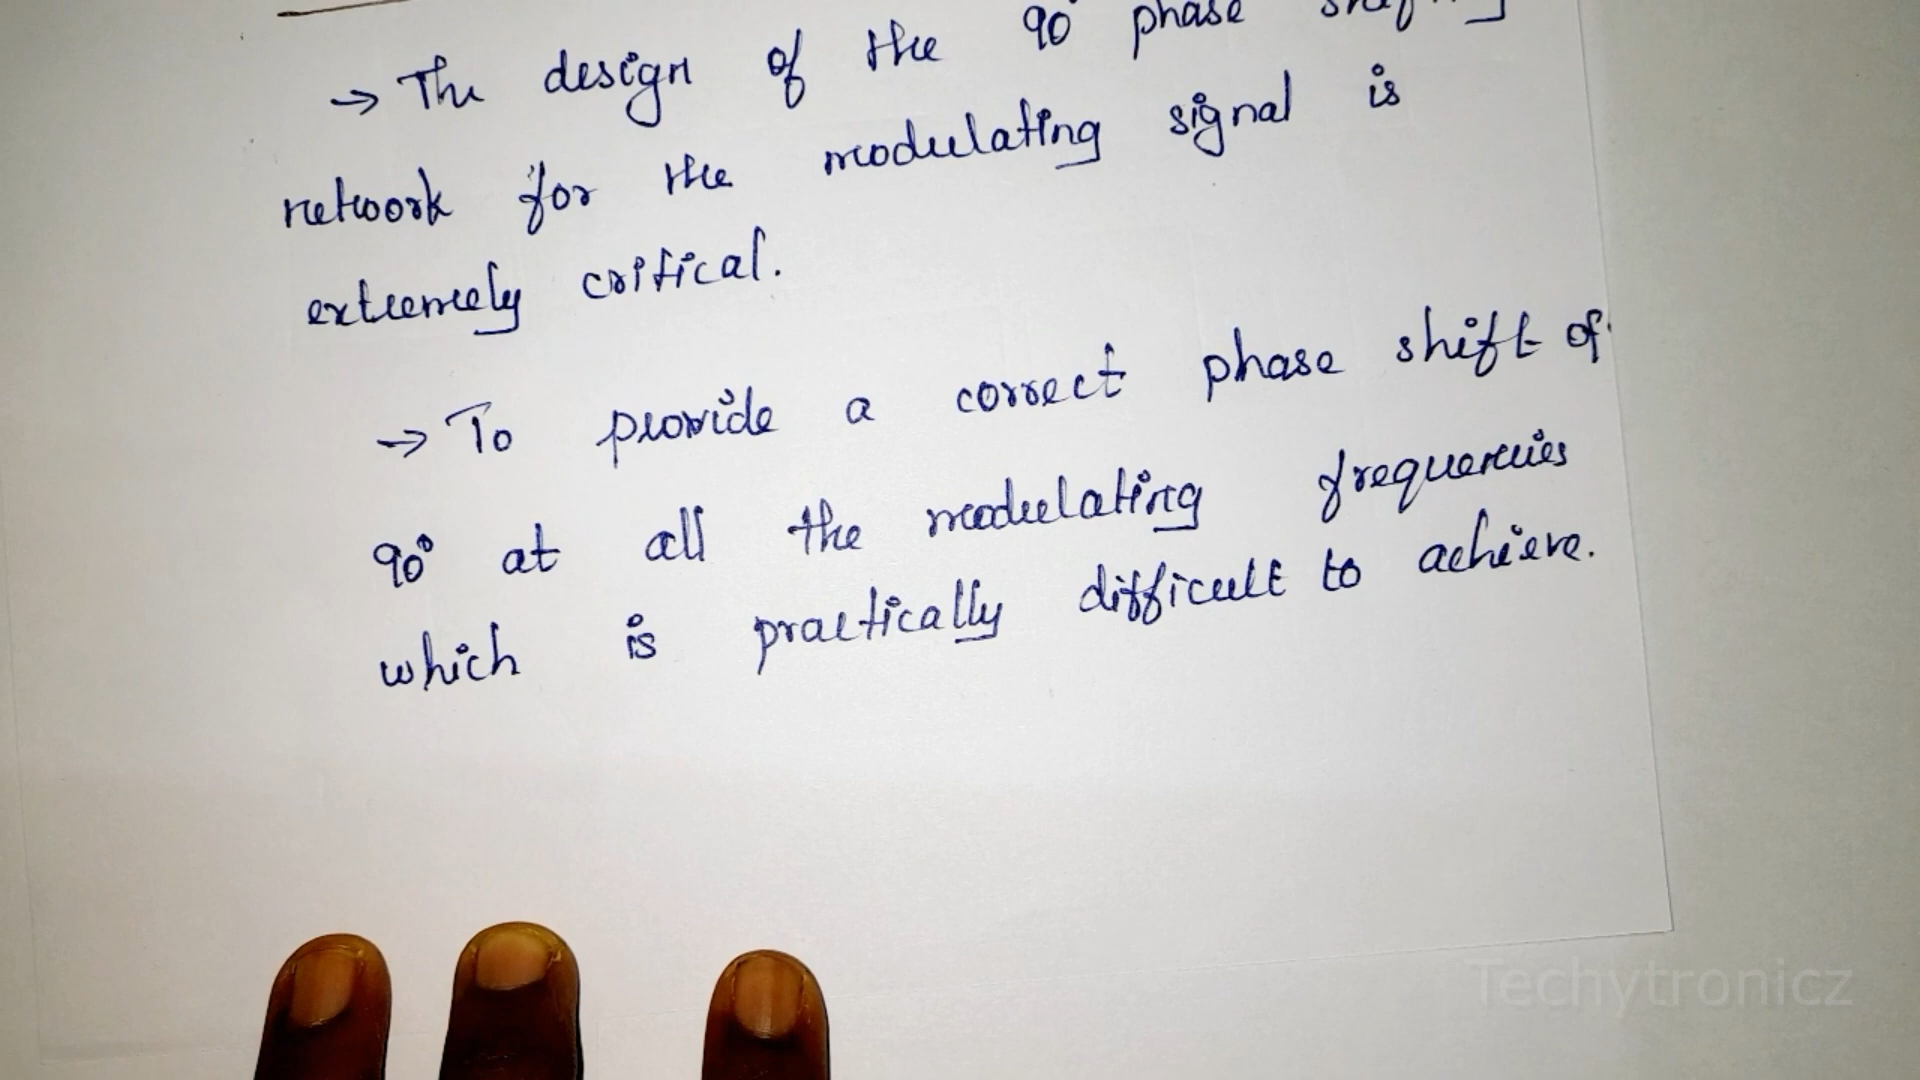 → The design of the 90° phase shifting
network for the modulating signal is
extremely critical.
→ To provide a correct phase shift of
90° at all the modulating frequencies
which is practically difficult to achieve.
Techytronicz